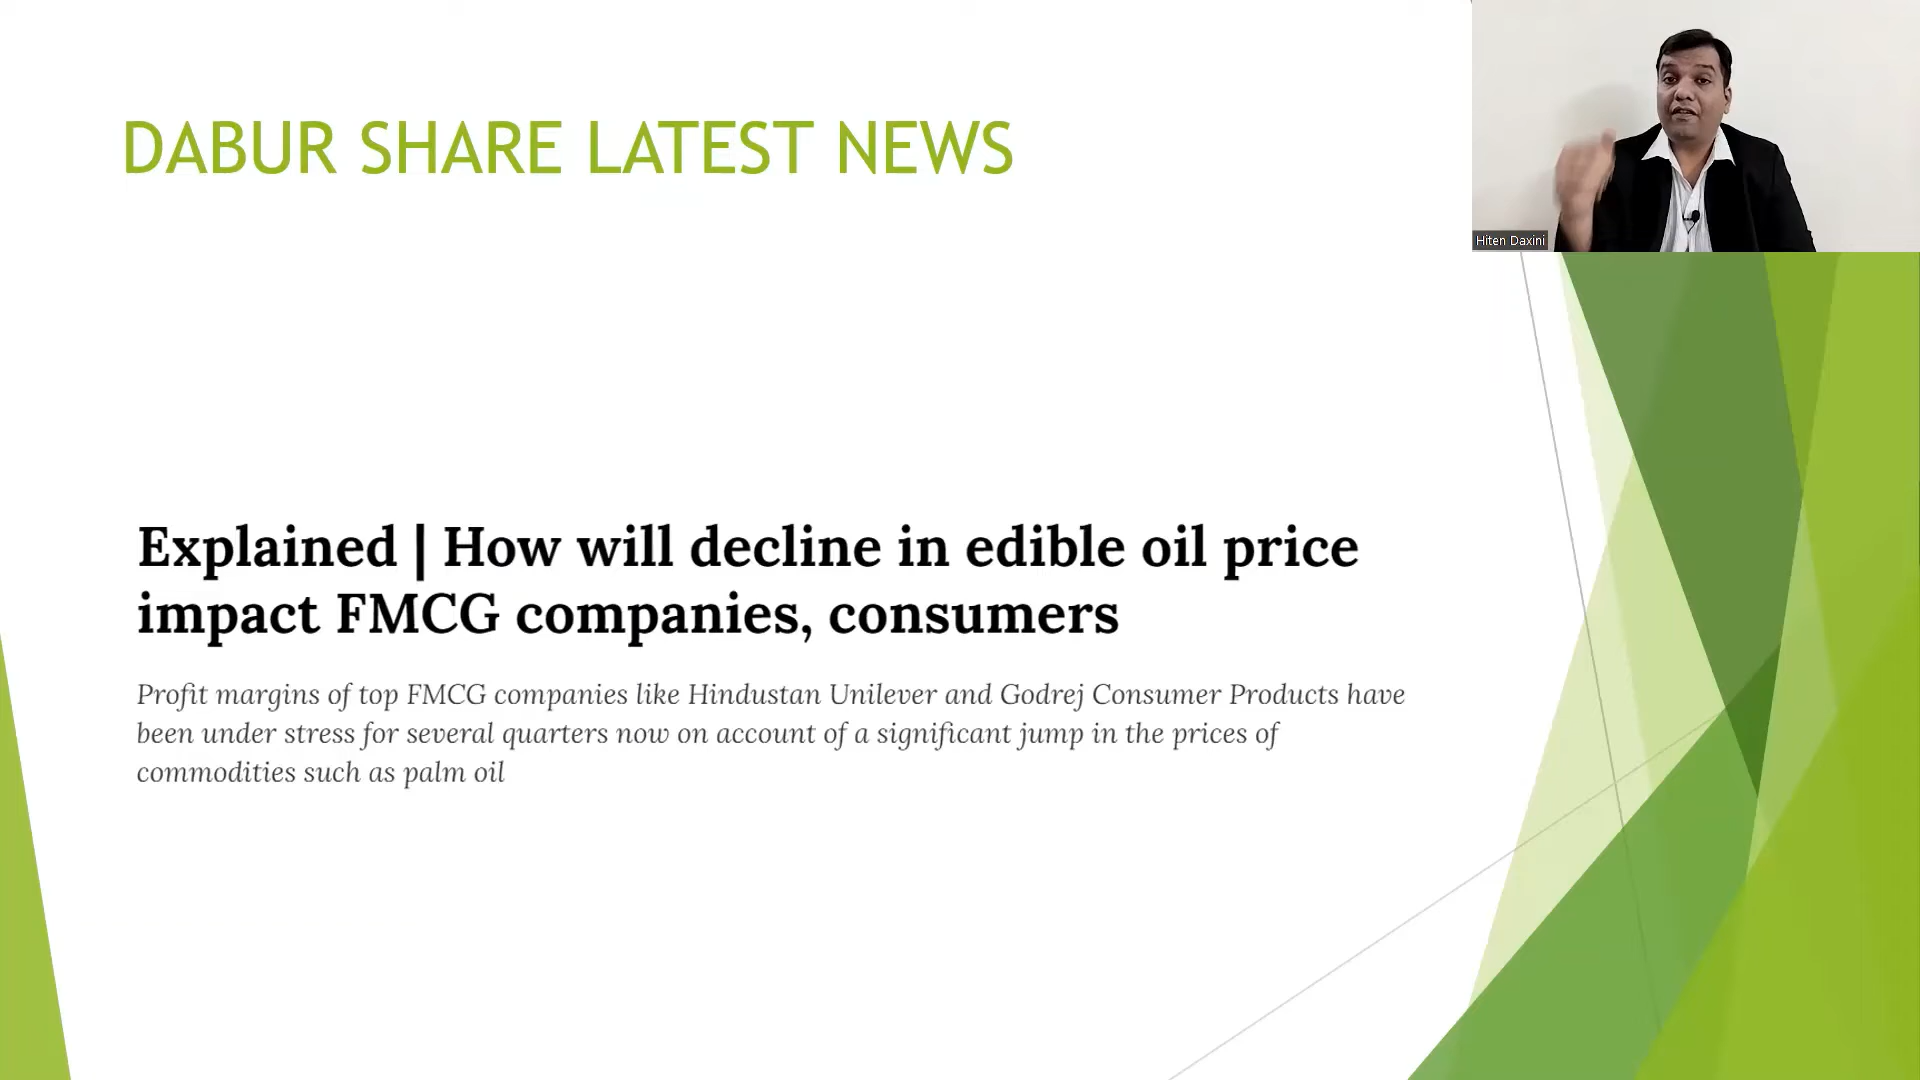 DABUR SHARE LATEST NEWS
Hiten Daxini
Explained | How will decline in edible oil price
impact FMCG companies, consumers
Profit margins of top FMCG companies like Hindustan Unilever and Godrej Consumer Products have
been under stress for several quarters now on account of a significant jump in the prices of
commodities such as palm oil